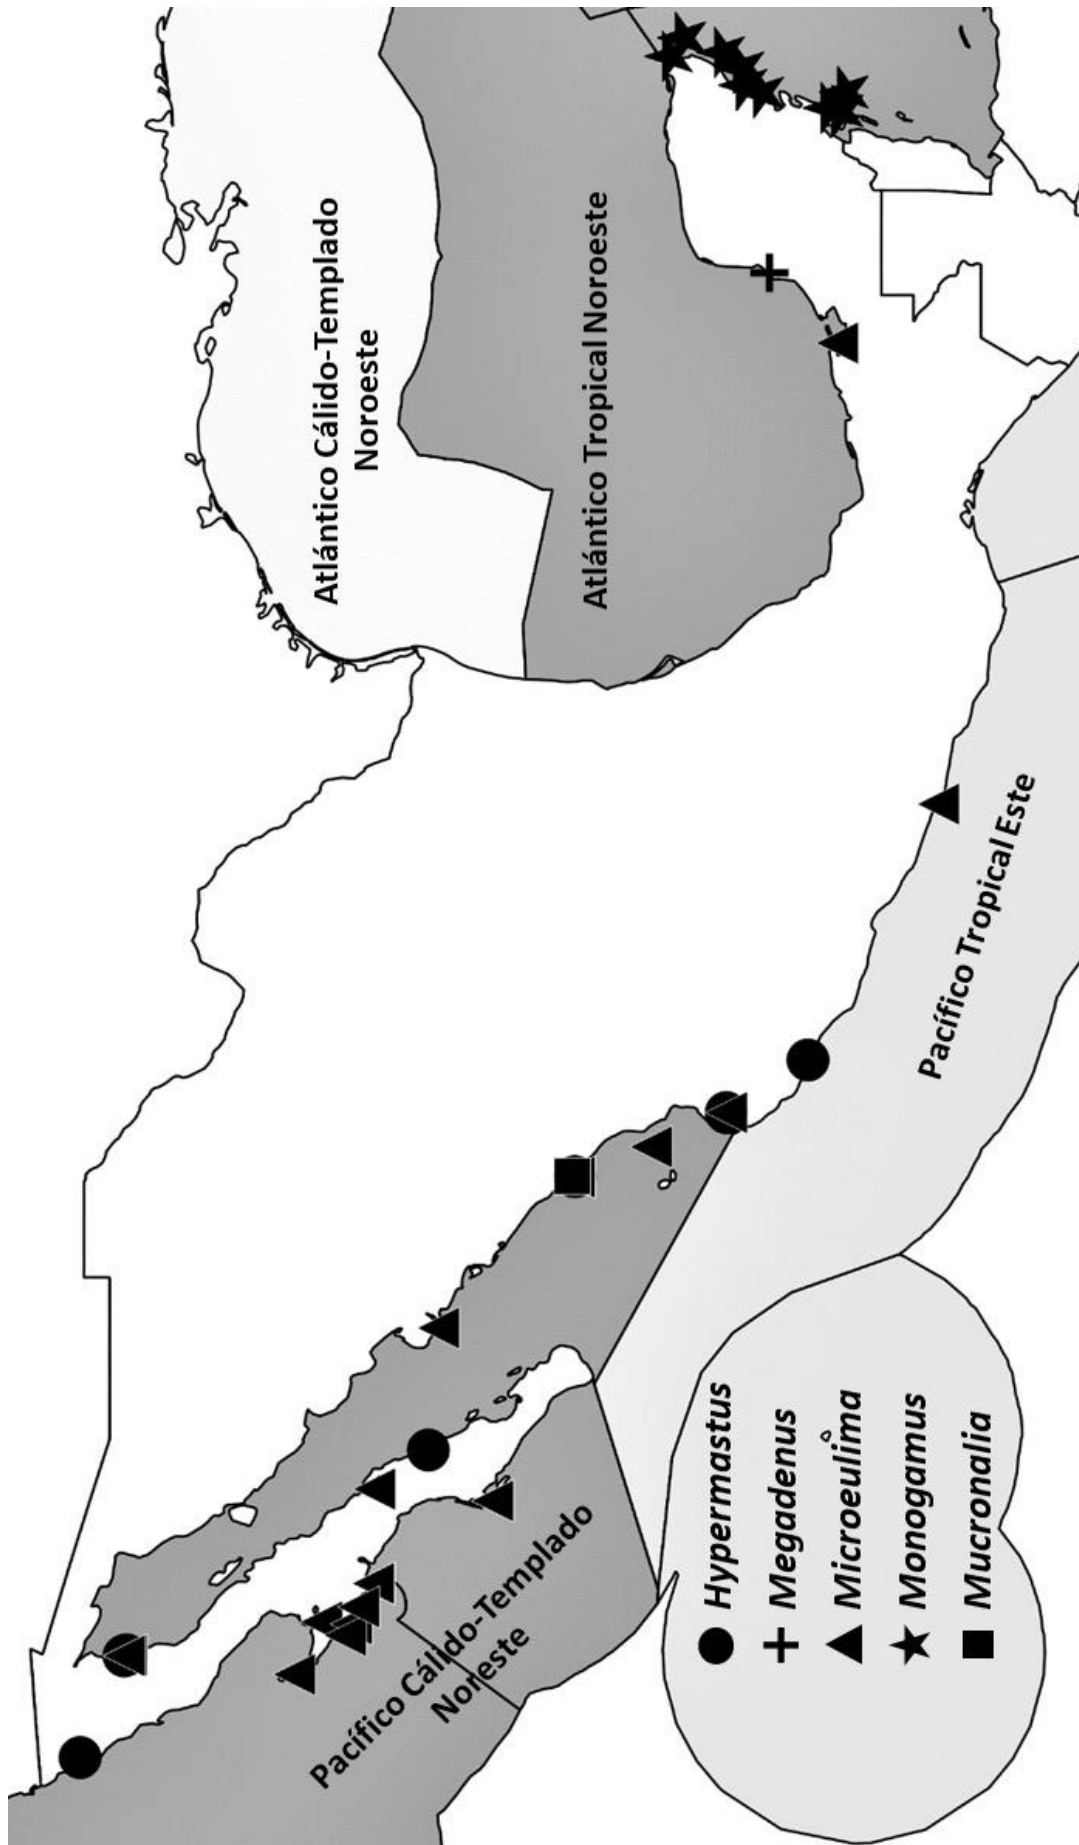 Atlántico Cálido-Templado
Noroeste
Atlántico Tropical Noroeste
Pacífico Tropical Este
Pacífico Cálido-Templado
Noreste
Hypermastus
Megadenus
Microeulima
Monogamus
Mucronalia